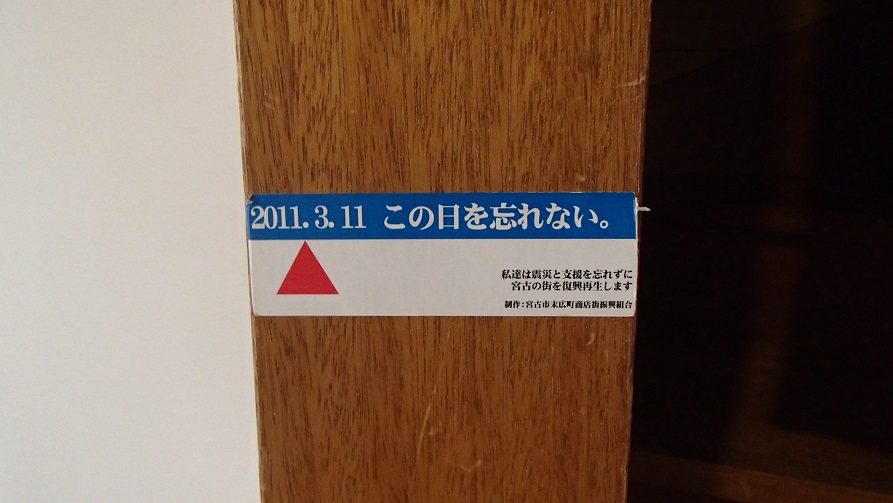 2011.3.11 この日を忘れない。
私達は震災と支援を忘れずに
宮古の街を復興再生します
制作:宮古市末広町商店街振興組合